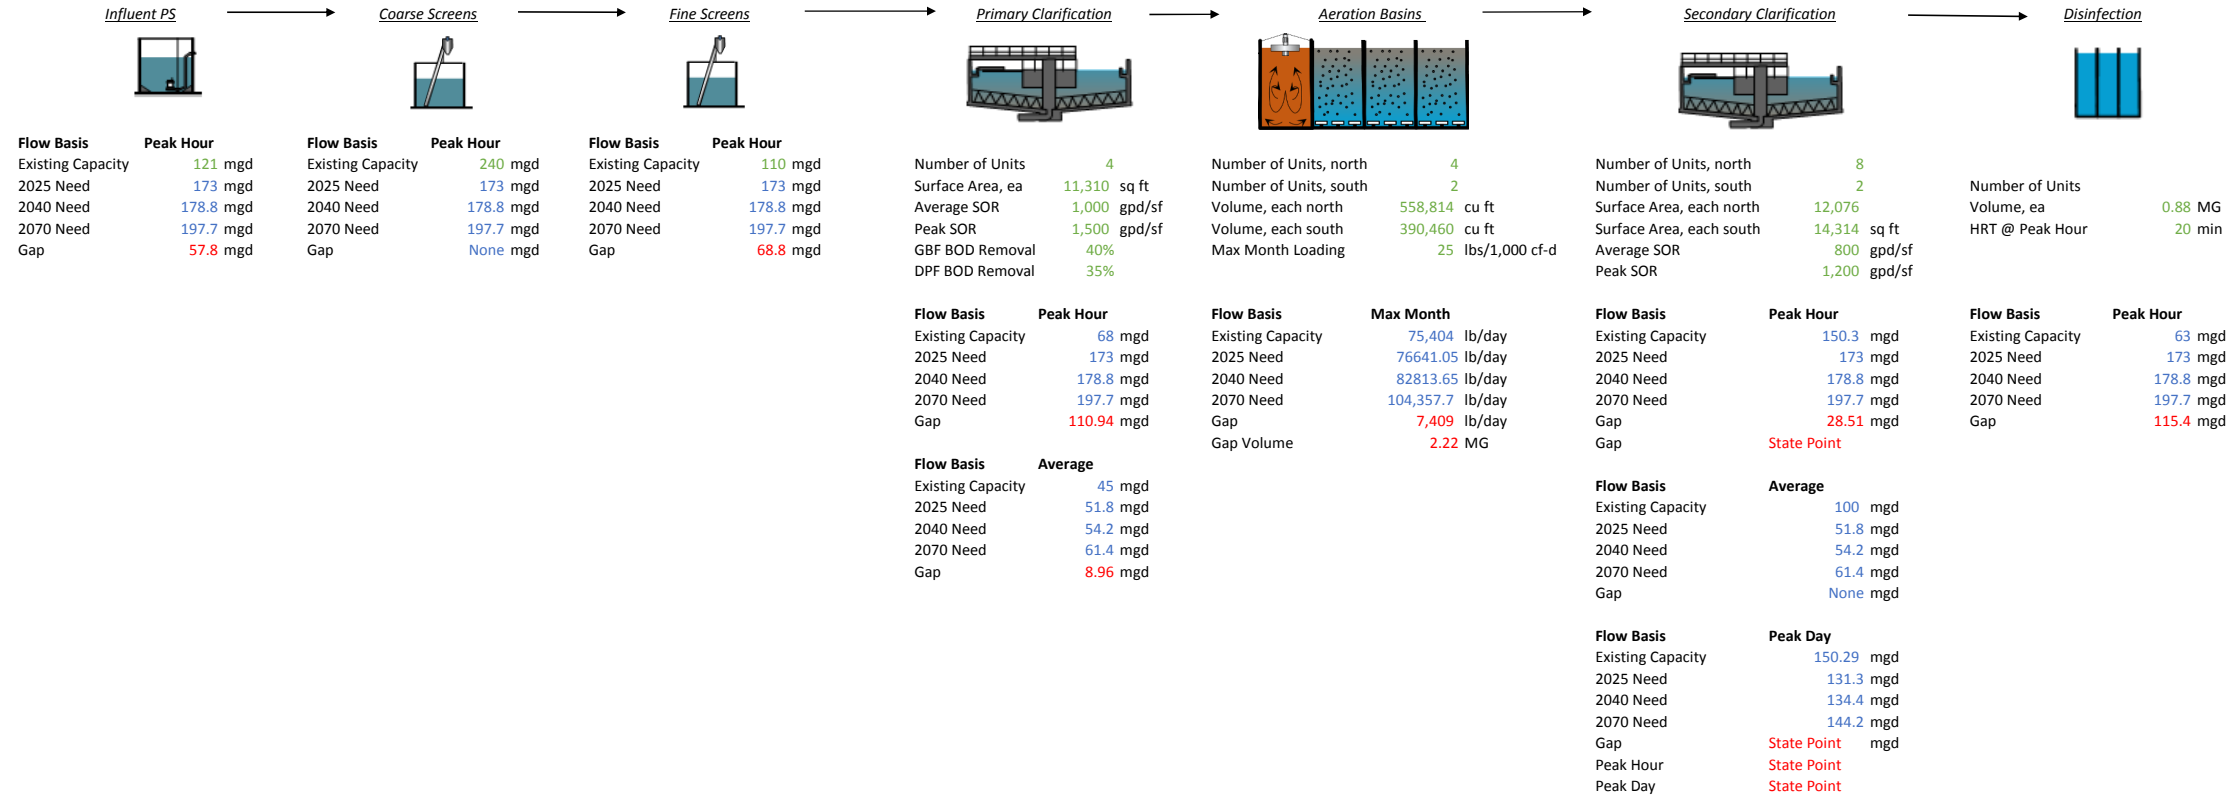 Influent PS
Coarse Screens
Fine Screens
Primary Clarification
Aeration Basins
Secondary Clarification
Disinfection
Flow Basis Peak Hour
Existing Capacity 121 mgd
2025 Need 173 mgd
2040 Need 178.8 mgd
2070 Need 197.7 mgd
Gap 57.8 mgd
Flow Basis Peak Hour
Existing Capacity 240 mgd
2025 Need 173 mgd
2040 Need 178.8 mgd
2070 Need 197.7 mgd
Gap None mgd
Flow Basis Peak Hour
Existing Capacity 110 mgd
2025 Need 173 mgd
2040 Need 178.8 mgd
2070 Need 197.7 mgd
Gap 68.8 mgd
Number of Units 4
Surface Area, ea 11,310 sq ft
Average SOR 1,000 gpd/sf
Peak SOR 1,500 gpd/sf
GBF BOD Removal 40%
DPF BOD Removal 35%
Flow Basis Peak Hour
Existing Capacity 68 mgd
2025 Need 173 mgd
2040 Need 178.8 mgd
2070 Need 197.7 mgd
Gap 110.94 mgd
Flow Basis Average
Existing Capacity 45 mgd
2025 Need 51.8 mgd
2040 Need 54.2 mgd
2070 Need 61.4 mgd
Gap 8.96 mgd
Number of Units, north 4
Number of Units, south 2
Volume, each north 558,814 cu ft
Volume, each south 390,460 cu ft
Max Month Loading 25 lbs/1,000 cf-d
Flow Basis Max Month
Existing Capacity 75,404 lb/day
2025 Need 76641.05 lb/day
2040 Need 82813.65 lb/day
2070 Need 104,357.7 lb/day
Gap 7,409 lb/day
Gap Volume 2.22 MG
Number of Units, north 8
Number of Units, south 2
Surface Area, each north 12,076
Surface Area, each south 14,314 sq ft
Average SOR 800 gpd/sf
Peak SOR 1,200 gpd/sf
Flow Basis Peak Hour
Existing Capacity 150.3 mgd
2025 Need 173 mgd
2040 Need 178.8 mgd
2070 Need 197.7 mgd
Gap 28.51 mgd
Gap State Point
Flow Basis Average
Existing Capacity 100 mgd
2025 Need 51.8 mgd
2040 Need 54.2 mgd
2070 Need 61.4 mgd
Gap None mgd
Flow Basis Peak Day
Existing Capacity 150.29 mgd
2025 Need 131.3 mgd
2040 Need 134.4 mgd
2070 Need 144.2 mgd
Gap State Point mgd
Peak Hour State Point
Peak Day State Point
Number of Units
Volume, ea 0.88 MG
HRT @ Peak Hour 20 min
Flow Basis Peak Hour
Existing Capacity 63 mgd
2025 Need 173 mgd
2040 Need 178.8 mgd
2070 Need 197.7 mgd
Gap 115.4 mgd